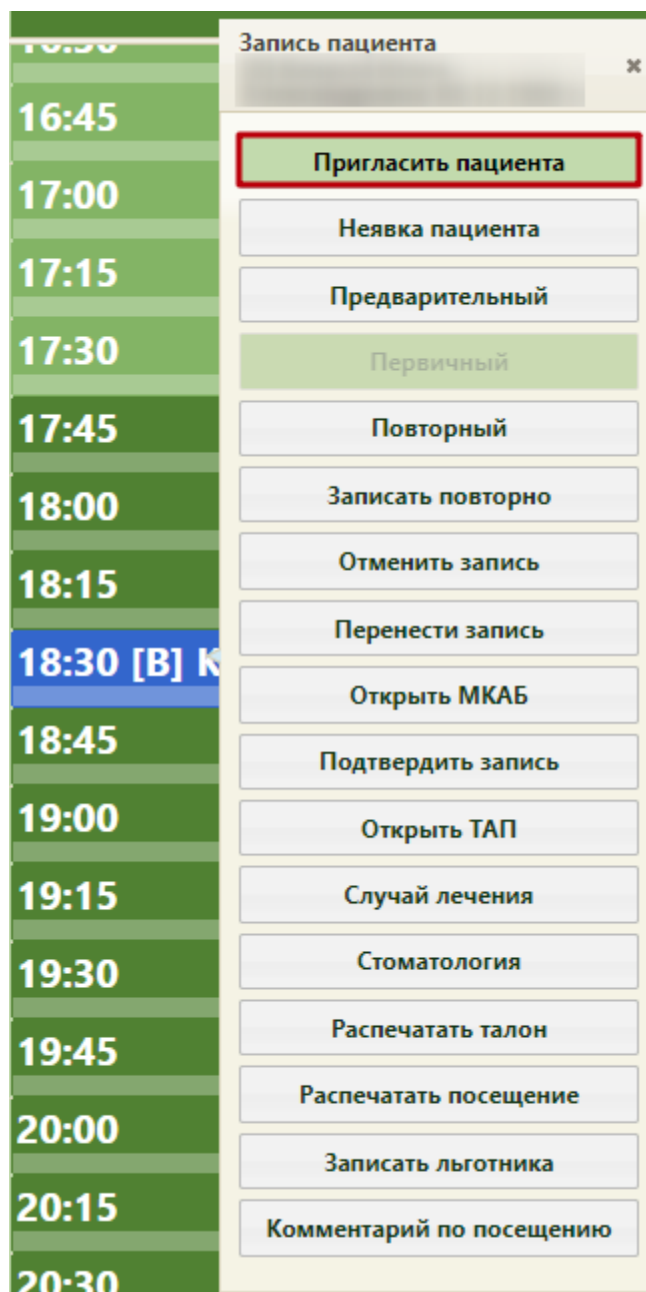 16:30
16:45
17:00
17:15
17:30
17:45
18:00
18:15
18:30 [В] К
18:45
19:00
19:15
19:30
19:45
20:00
20:15
20:30
Запись пациента
Пригласить пациента
Неявка пациента
Предварительный
Первичный
Повторный
Записать повторно
Отменить запись
Перенести запись
Открыть МКАБ
Подтвердить запись
Открыть ТАП
Случай лечения
Стоматология
Распечатать талон
Распечатать посещение
Записать льготника
Комментарий по посещению